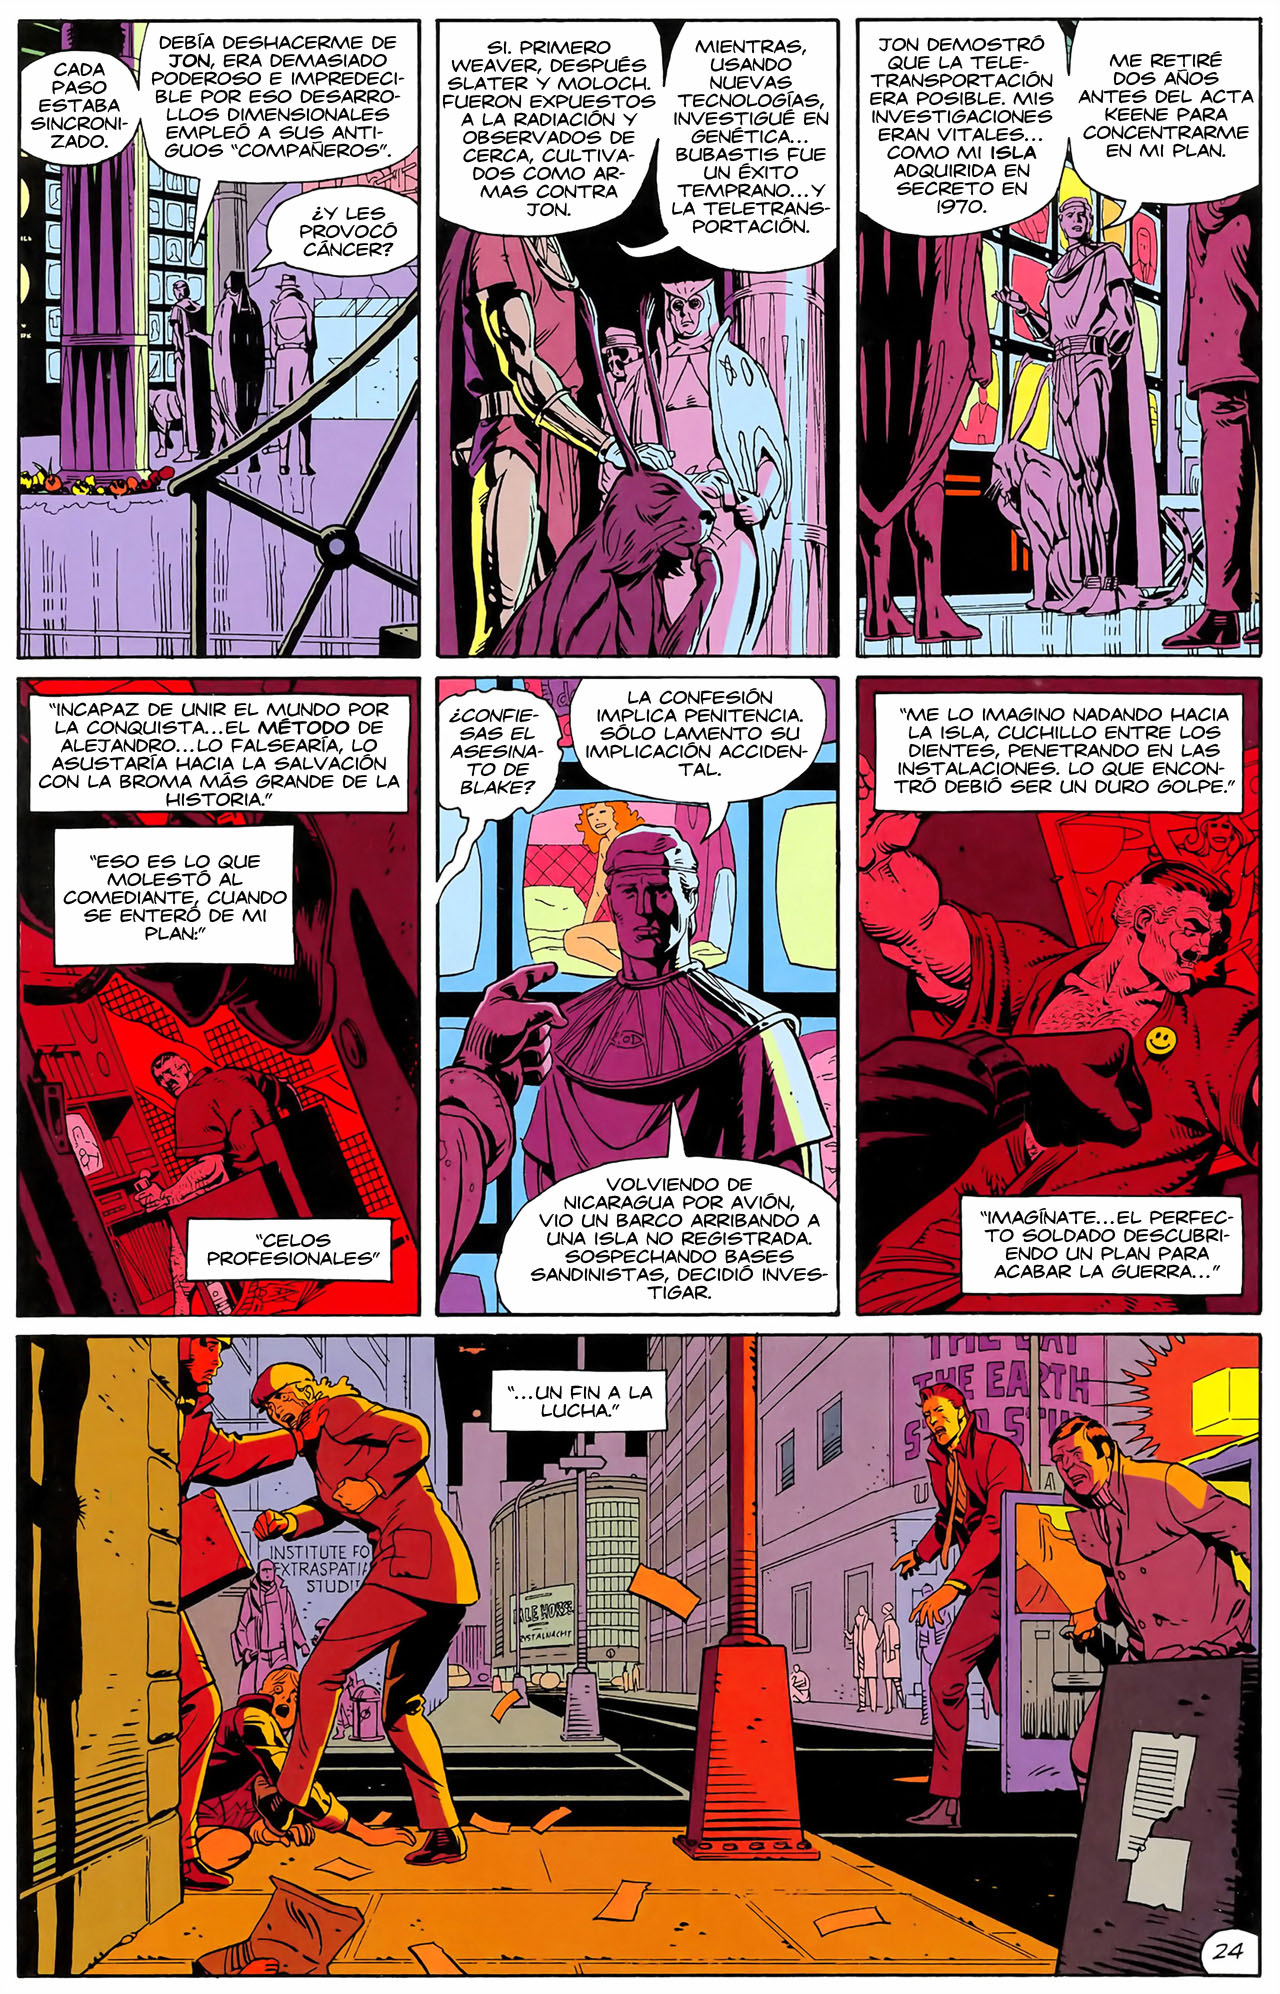 CADA
PASO
ESTABA
SINCRONI-
ZADO.
DEBÍA DESHACERME DE
JON, ERA DEMASIADO
PODEROSO E IMPREDECI-
BLE POR ESO DESARRO-
LLOS DIMENSIONALES
EMPLEÓ A SUS ANTI-
GUOS "COMPAÑEROS".
¿Y LES
PROVOCÓ
CÁNCER?
SI. PRIMERO
WEAVER, DESPUÉS
SLATER Y MOLOCH.
FUERON EXPUESTOS
A LA RADIACIÓN Y
OBSERVADOS DE
CERCA, CULTIVA-
DOS COMO AR-
MAS CONTRA
JON.
MIENTRAS,
USANDO
NUEVAS
TECNOLOGÍAS,
INVESTIGUÉ EN
GENÉTICA...
BUBASTIS FUE
UN ÉXITO
TEMPRANO...Y
LA TELETRANS-
PORTACIÓN.
JON DEMOSTRÓ
QUE LA TELE-
TRANSPORTACIÓN
ERA POSIBLE. MIS
INVESTIGACIONES
ERAN VITALES...
COMO MI ISLA
ADQUIRIDA EN
SECRETO EN
1970.
ME RETIRÉ
DOS AÑOS
ANTES DEL ACTA
KEENE PARA
CONCENTRARME
EN MI PLAN.
"INCAPAZ DE UNIR EL MUNDO POR
LA CONQUISTA...EL MÉTODO DE
ALEJANDRO...LO FALSEARÍA, LO
ASUSTARÍA HACIA LA SALVACIÓN
CON LA BROMA MÁS GRANDE DE LA
HISTORIA."
"ESO ES LO QUE
MOLESTÓ AL
COMEDIANTE, CUANDO
SE ENTERÓ DE MI
PLAN:"
"CELOS
PROFESIONALES"
¿CONFIE-
SAS EL
ASESINA-
TO DE
BLAKE?
LA CONFESIÓN
IMPLICA PENITENCIA.
SÓLO LAMENTO SU
IMPLICACIÓN ACCIDEN-
TAL.
VOLVIENDO DE
NICARAGUA POR AVIÓN,
VIO UN BARCO ARRIBANDO A
UNA ISLA NO REGISTRADA.
SOSPECHANDO BASES
SANDINISTAS, DECIDIÓ INVES-
TIGAR.
"ME LO IMAGINO NADANDO HACIA
LA ISLA, CUCHILLO ENTRE LOS
DIENTES, PENETRANDO EN LAS
INSTALACIONES. LO QUE ENCON-
TRÓ DEBIÓ SER UN DURO GOLPE."
"IMAGÍNATE...EL PERFEC-
TO SOLDADO DESCUBRI-
ENDO UN PLAN PARA
ACABAR LA GUERRA..."
"...UN FIN A LA
LUCHA."
THE DAY
THE EARTH
INSTITUTE FO
EXTRASPATIA
STUDI
ALE HORSE
RYSTALNACHT
24